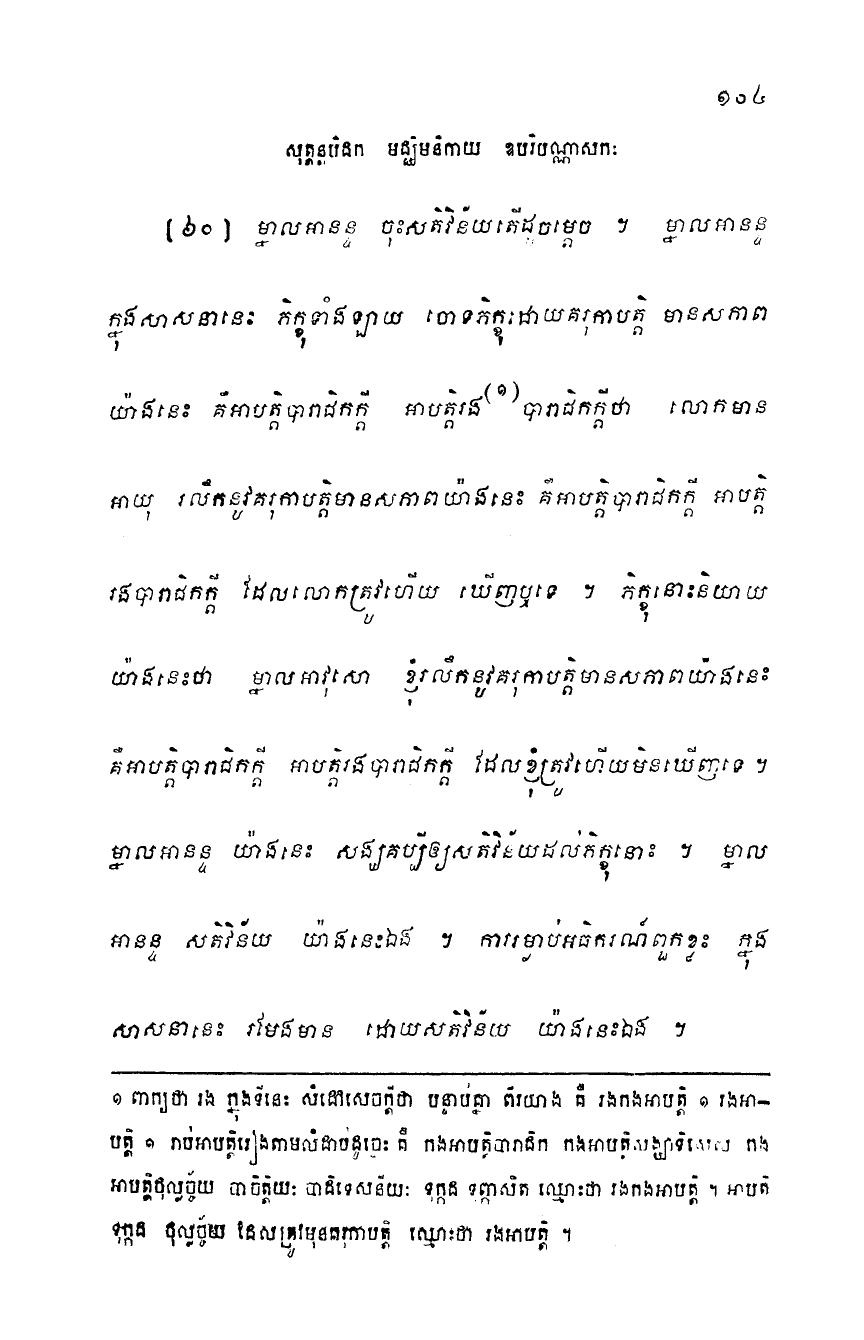 ១០៤
សុត្តន្តបិដក មជ្ឈិមនិកាយ ឧបរិបណ្ណាសកៈ
[៦០] ម្នាលអានន្ទ ចុះសតិវិន័យតើដូចម្តេច ។ ម្នាលអានន្ទ
ក្នុងសាសនានេះ ភិក្ខុទាំងឡាយ ចោទភិក្ខុដោយគរុកាបត្តិ មានសភាព
យ៉ាងនេះ គឺអាបត្តិបារាជិកក្តី អាបត្តិរង(១)បារាជិកក្តីថា លោកមាន
អាយុ រលឹកនូវគរុកាបត្តិមានសភាពយ៉ាងនេះ គឺអាបត្តិបារាជិកក្តី អាបត្តិ
រងបារាជិកក្តី ដែលលោកត្រូវហើយ ឃើញឬទេ ។ ភិក្ខុនោះនិយាយ
យ៉ាងនេះថា ម្នាលអាវុសោ ខ្ញុំរលឹកនូវគរុកាបត្តិមានសភាពយ៉ាងនេះ
គឺអាបត្តិបារាជិកក្តី អាបត្តិរងបារាជិកក្តី ដែលខ្ញុំត្រូវហើយមិនឃើញទេ ។
ម្នាលអានន្ទ យ៉ាងនេះ សង្ឃគប្បីឲ្យសតិវិន័យដល់ភិក្ខុនោះ ។ ម្នាល
អានន្ទ សតិវិន័យ យ៉ាងនេះឯង ។ ការរម្ងាប់អធិករណ៍ពួកខ្លះ ក្នុង
សាសនានេះ រមែងមាន ដោយសតិវិន័យ យ៉ាងនេះឯង ។
១ ពាក្យថា រង ក្នុងទីនេះ សំដៅសេចក្តីថា បន្ទាប់គ្នា ពីរយាង គឺ រងកងអាបត្តិ ១ រងអា-
បត្តិ ១ រាប់អាបត្តិរៀងតាមលំដាប់ដូច្នេះ គឺ កងអាបត្តិបារាជិក កងអាបត្តិសង្ឃាទិសេស កង
អាបត្តិថុល្លច្ច័យ បាចិត្តិយៈ បាដិទេសនីយៈ ទុក្កដ ទុព្ភាសិត ឈ្មោះថា រងកងអាបត្តិ ។ អាបត្តិ
ទុក្កដ ថុល្លច្ច័យ ដែលត្រូវមុនគរុកាបត្តិ ឈ្មោះថា រងអាបត្តិ ។